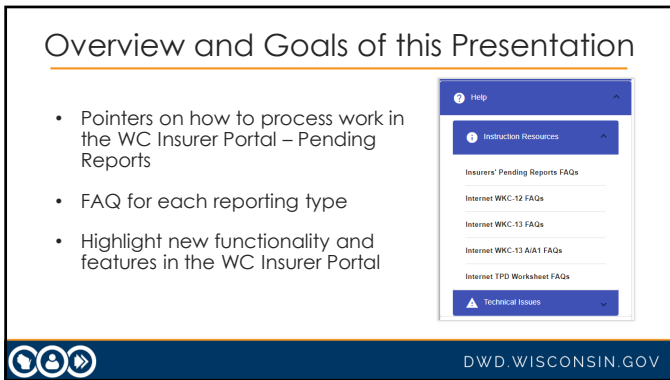 Overview and Goals of this Presentation
• Pointers on how to process work in
the WC Insurer Portal – Pending
Reports
• FAQ for each reporting type
• Highlight new functionality and
features in the WC Insurer Portal
Help
Instruction Resources
Insurers' Pending Reports FAQs
Internet WKC-12 FAQs
Internet WKC-13 FAQs
Internet WKC-13 A/A1 FAQs
Internet TPD Worksheet FAQs
Technical Issues
DWD.WISCONSIN.GOV